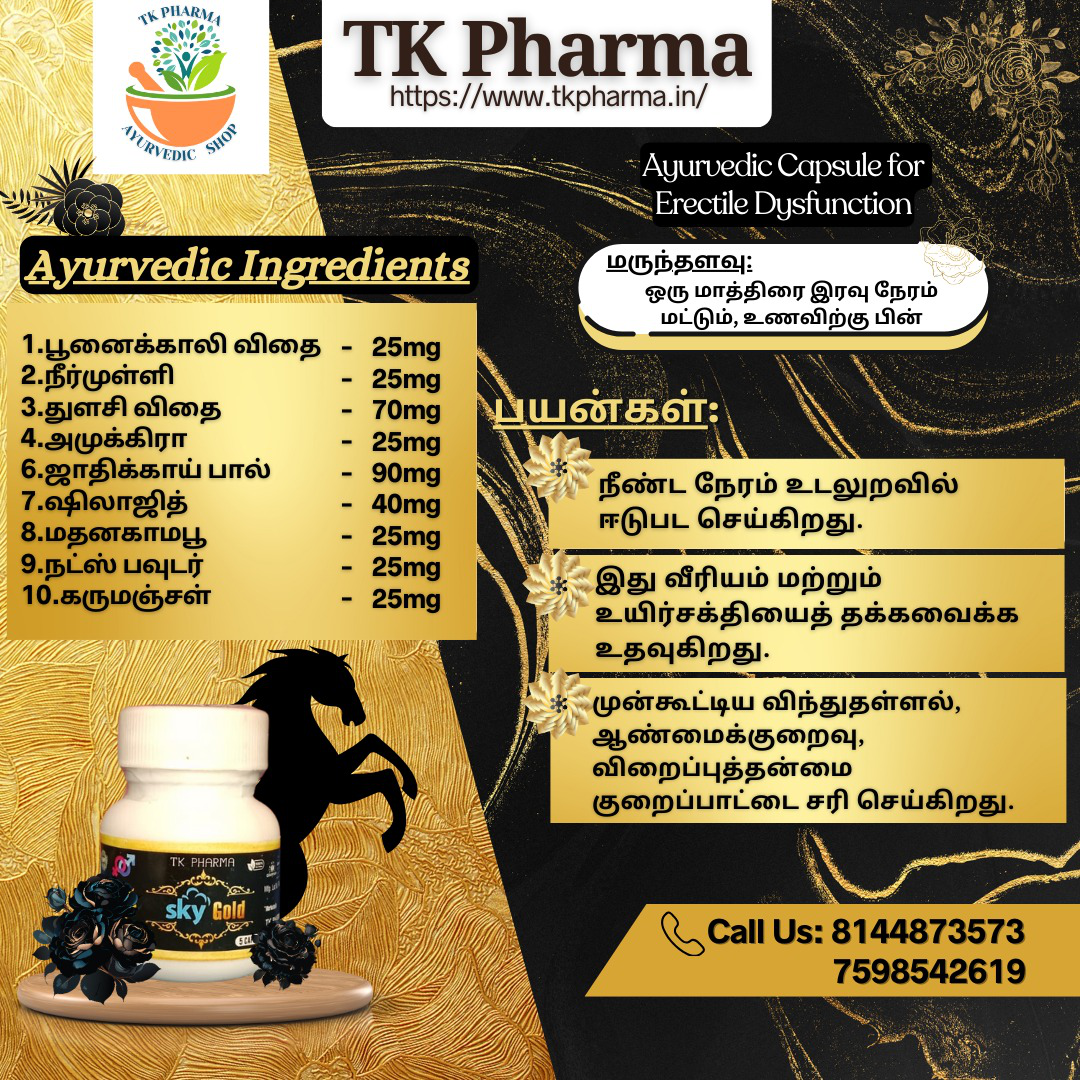 TK PHARMA
AYURVEDIC SHOP
TK Pharma
https://www.tkpharma.in/
Ayurvedic Capsule for
Erectile Dysfunction
மருந்தளவு:
ஒரு மாத்திரை இரவு நேரம்
மட்டும், உணவிற்கு பின்
Ayurvedic Ingredients
1.பூனைக்காலி விதை - 25mg
2.நீர்முள்ளி - 25mg
3.துளசி விதை - 70mg
4.அமுக்கிரா - 25mg
6.ஜாதிக்காய் பால் - 90mg
7.ஷிலாஜித் - 40mg
8.மதனகாமபூ - 25mg
9.நட்ஸ் பவுடர் - 25mg
10.கருமஞ்சள் - 25mg
பயன்கள்:
நீண்ட நேரம் உடலுறவில்
ஈடுபட செய்கிறது.
இது வீரியம் மற்றும்
உயிர்சக்தியைத் தக்கவைக்க
உதவுகிறது.
முன்கூட்டிய விந்துதள்ளல்,
ஆண்மைக்குறைவு,
விறைப்புத்தன்மை
குறைப்பாட்டை சரி செய்கிறது.
TK PHARMA
sky Gold
Call Us: 8144873573
7598542619